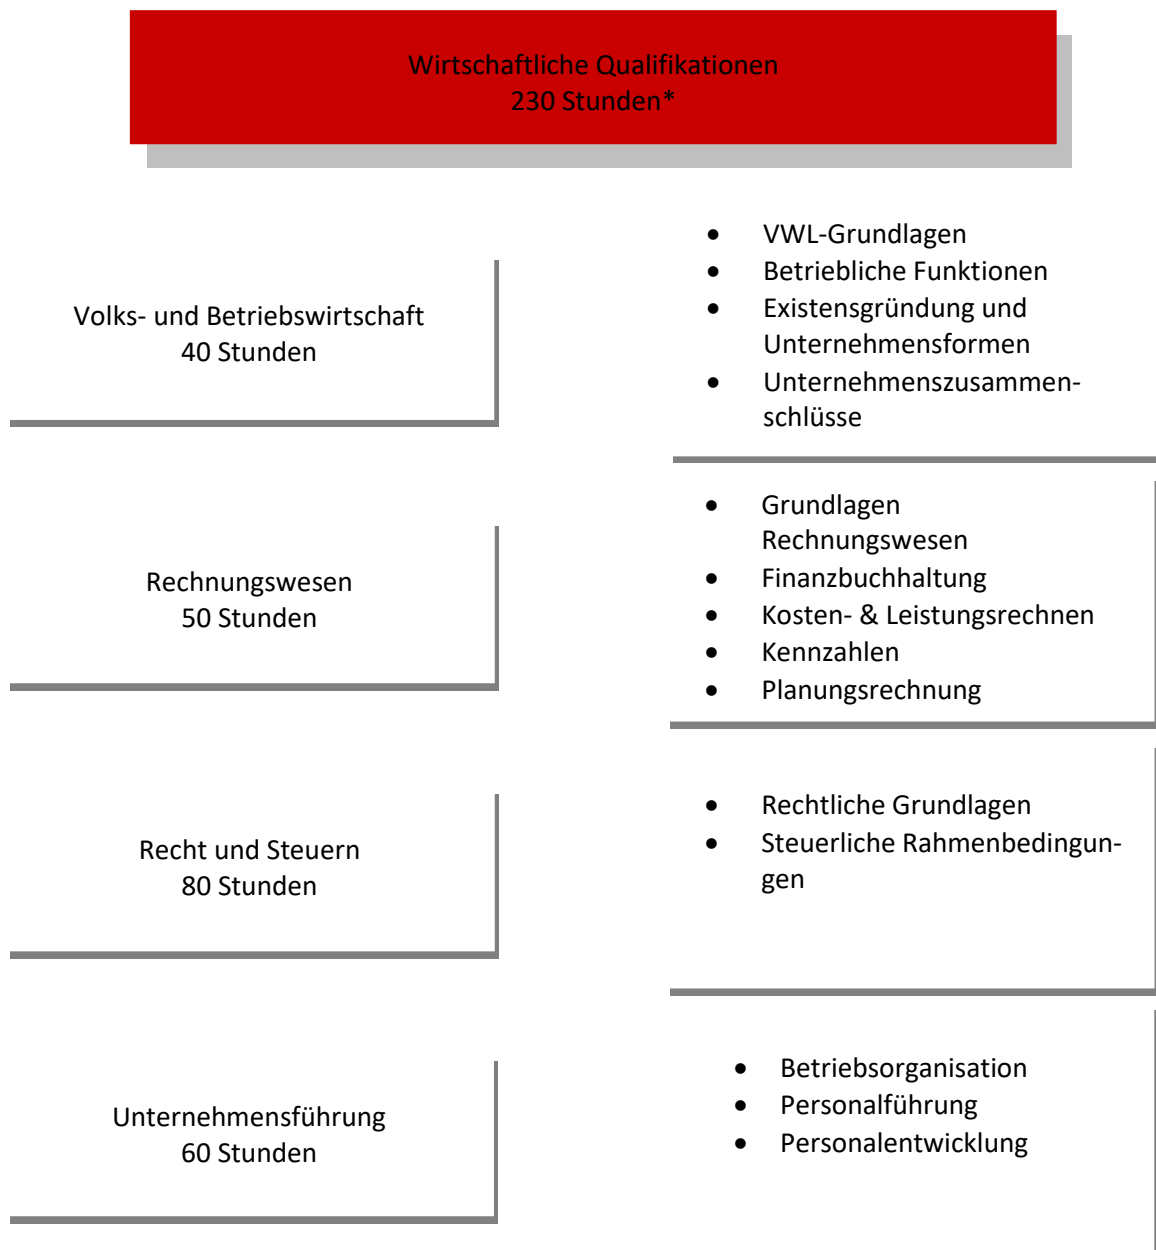 Wirtschaftliche Qualifikationen
230 Stunden*
Volks- und Betriebswirtschaft
40 Stunden
• VWL-Grundlagen
• Betriebliche Funktionen
• Existensgründung und
Unternehmensformen
• Unternehmenszusammen-
schlüsse
Rechnungswesen
50 Stunden
• Grundlagen
Rechnungswesen
• Finanzbuchhaltung
• Kosten- & Leistungsrechnen
• Kennzahlen
• Planungsrechnung
Recht und Steuern
80 Stunden
• Rechtliche Grundlagen
• Steuerliche Rahmenbedingun-
gen
Unternehmensführung
60 Stunden
• Betriebsorganisation
• Personalführung
• Personalentwicklung